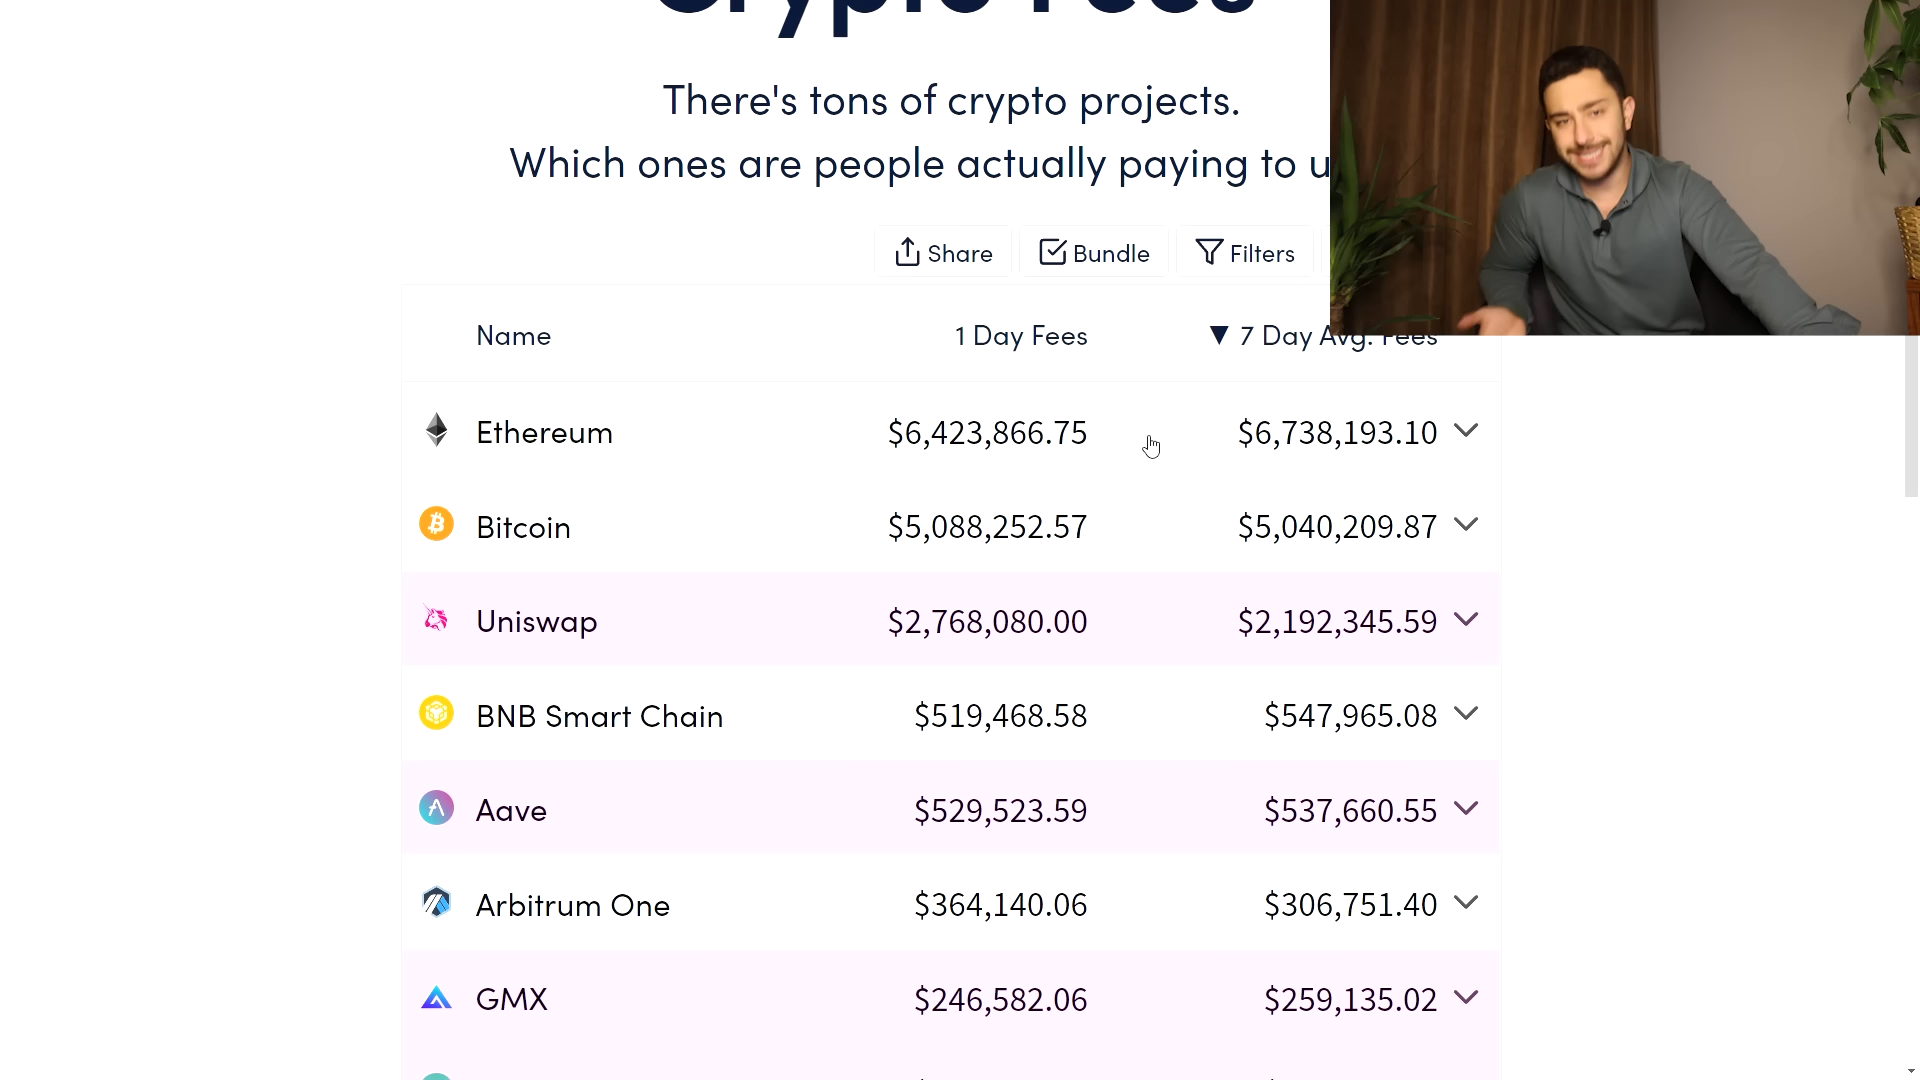 Crypto Fees
There's tons of crypto projects.
Which ones are people actually paying to u
Share Bundle Filters
Name 1 Day Fees ▼ 7 Day Avg. Fees
Ethereum $6,423,866.75 $6,738,193.10
Bitcoin $5,088,252.57 $5,040,209.87
Uniswap $2,768,080.00 $2,192,345.59
BNB Smart Chain $519,468.58 $547,965.08
Aave $529,523.59 $537,660.55
Arbitrum One $364,140.06 $306,751.40
GMX $246,582.06 $259,135.02